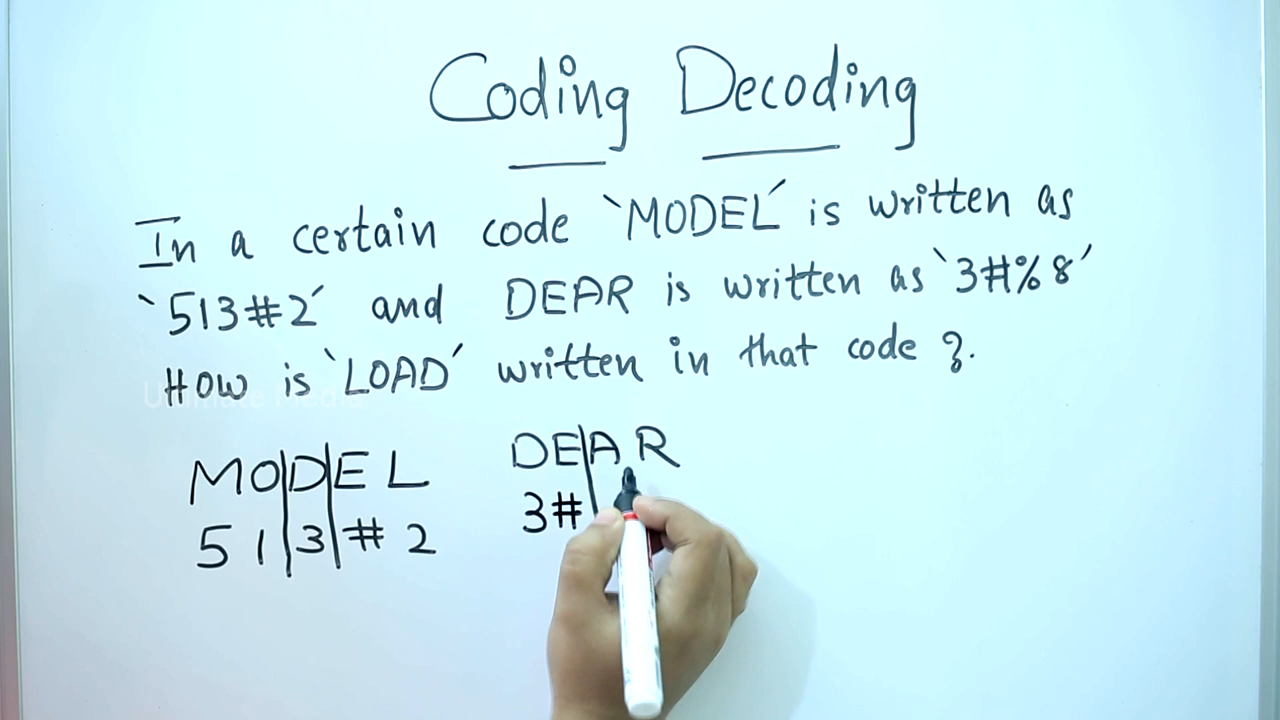 Coding Decoding
In a certain code `MODEL´ is written as
`513#2´ and DEAR is written as `3#%8´
How is `LOAD´ written in that code ?.
MODEL DEAR
513#2 3#